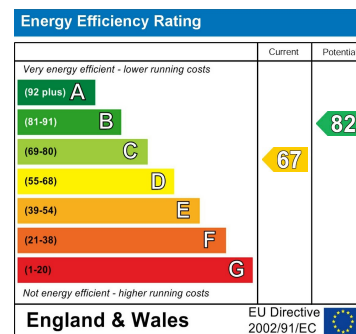 Energy Efficiency Rating
Current Potentia
Very energy efficient - lower running costs
(92 plus) A
(81-91) B
82
(69-80) C
67
(55-68) D
(39-54) E
(21-38) F
(1-20) G
Not energy efficient - higher running costs
England & Wales
EU Directive
2002/91/EC